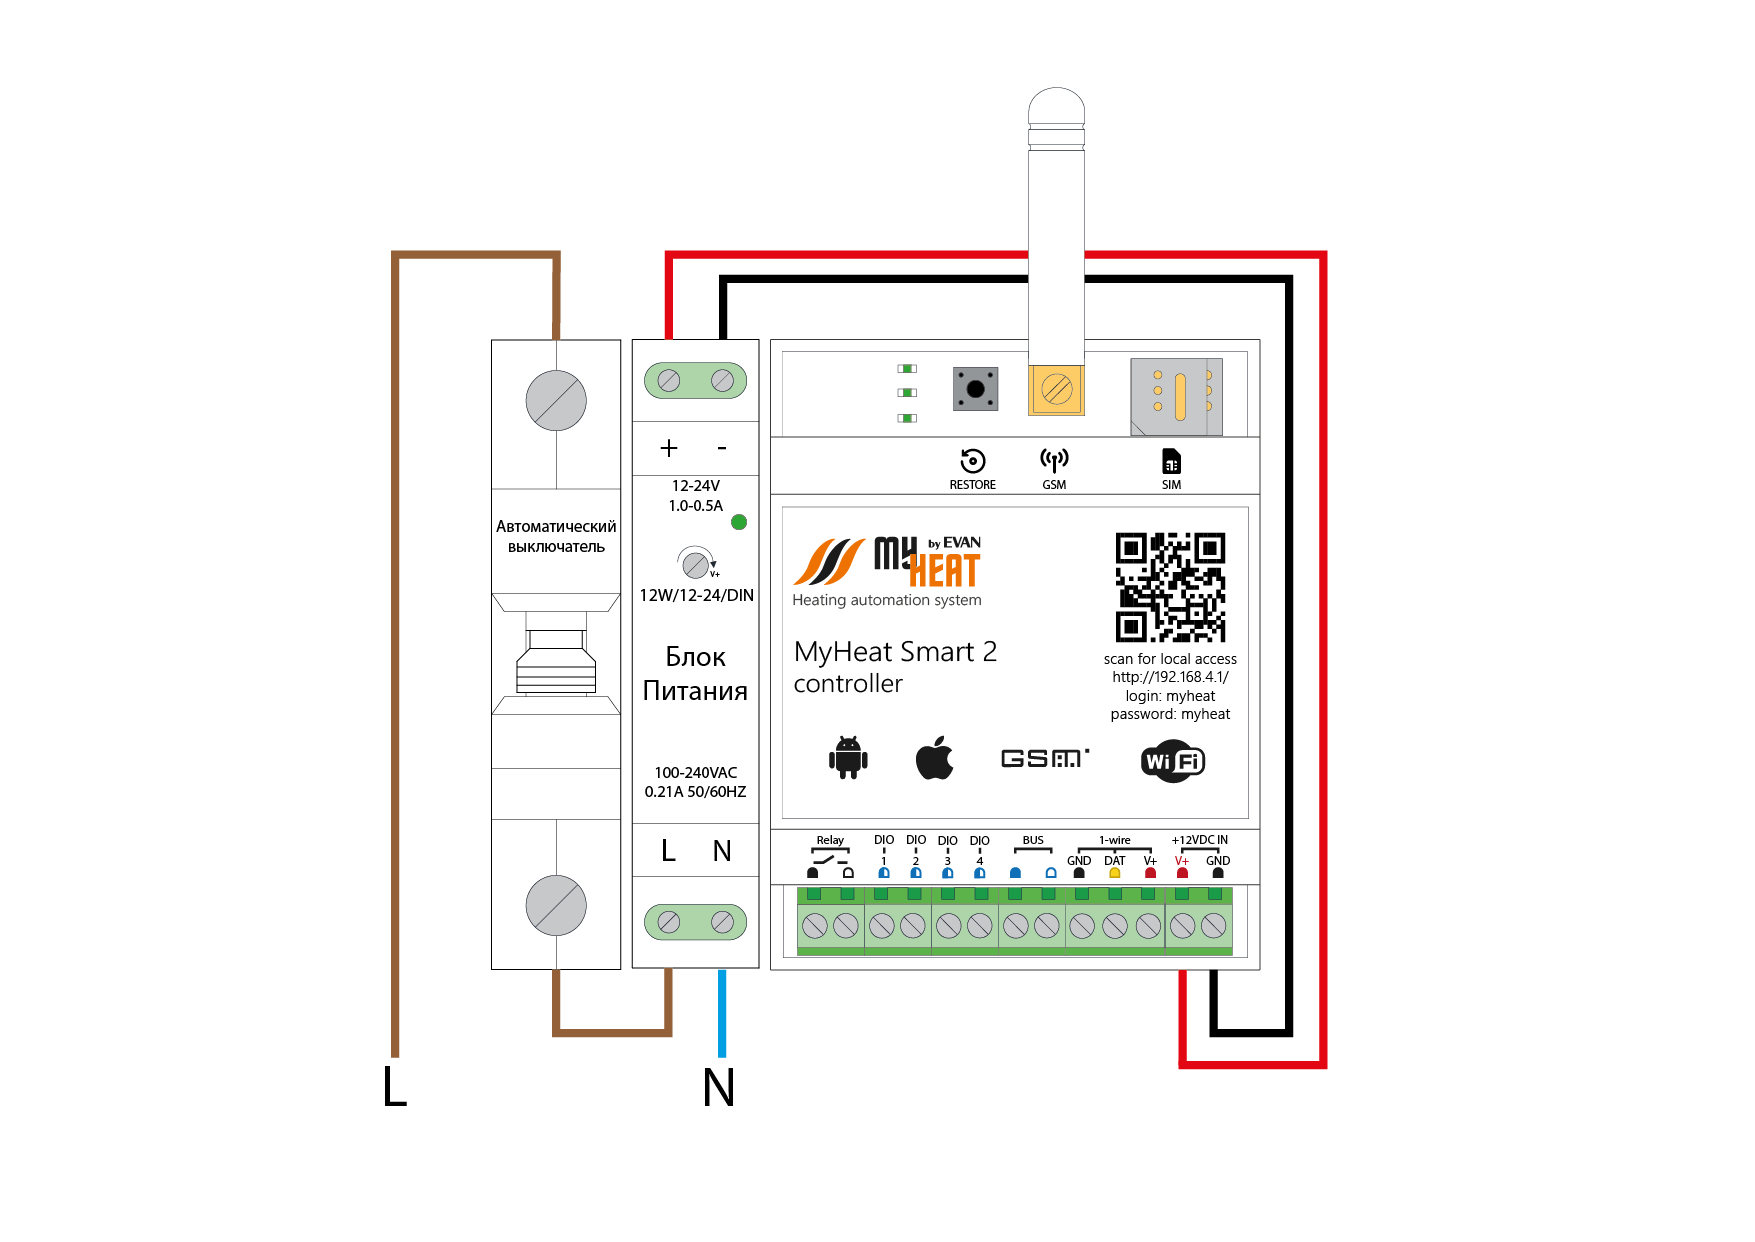 Автоматический
выключатель
+ -
12-24V
1.0-0.5A
V+
12W/12-24/DIN
Блок
Питания
100-240VAC
0.21A 50/60HZ
L N
RESTORE GSM SIM
MY HEAT by EVAN
Heating automation system
MyHeat Smart 2
controller
scan for local access
http://192.168.4.1/
login: myheat
password: myheat
GSM WiFi
Relay DIO DIO DIO DIO BUS 1-wire +12VDC IN
1 2 3 4 GND DAT V+ V+ GND
L N